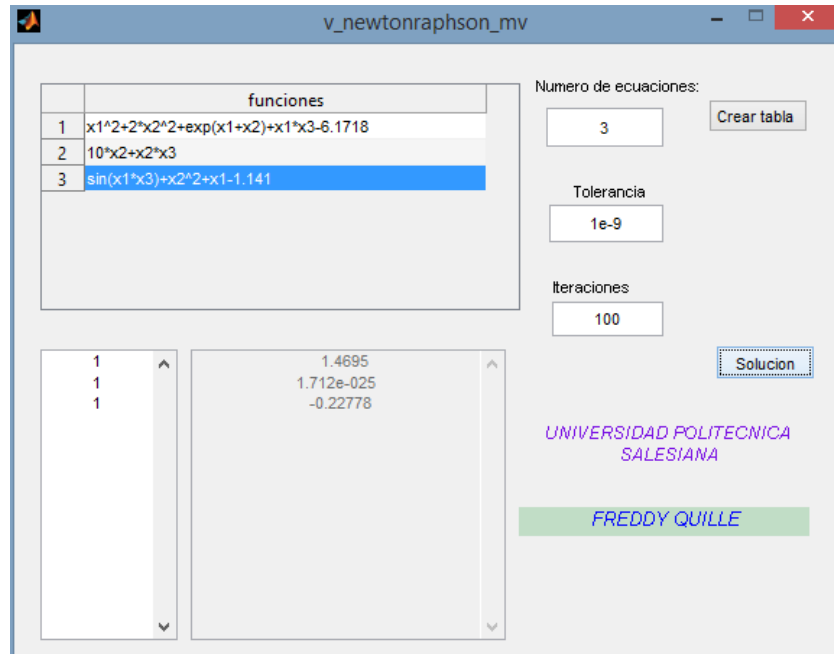 v_newtonraphson_mv
funciones
1 x1^2+2*x2^2+exp(x1+x2)+x1*x3-6.1718
2 10*x2+x2*x3
3 sin(x1*x3)+x2^2+x1-1.141
Numero de ecuaciones:
3
Crear tabla
Tolerancia
1e-9
Iteraciones
100
Solucion
1
1
1
1.4695
1.712e-025
-0.22778
UNIVERSIDAD POLITECNICA
SALESIANA
FREDDY QUILLE